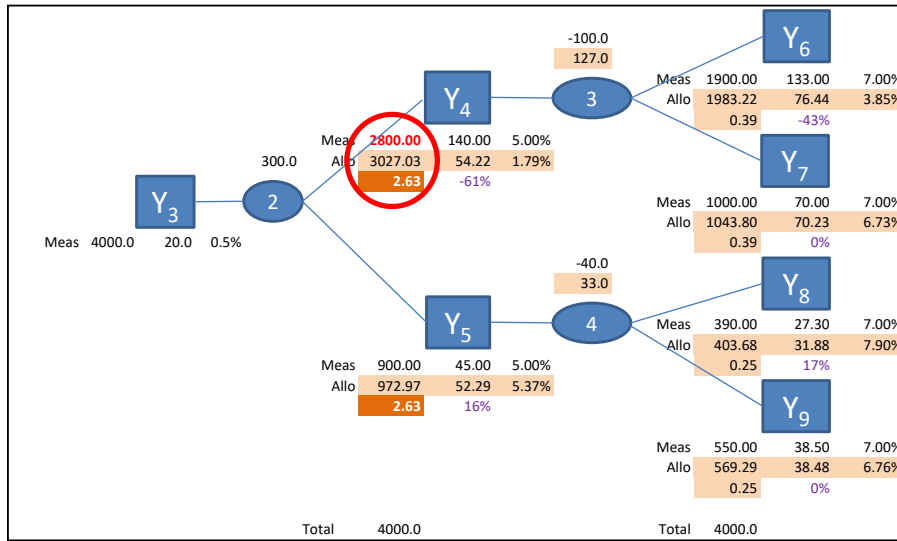 Y6
-100.0
127.0
3
Y4
Meas 1900.00 133.00 7.00%
Allo 1983.22 76.44 3.85%
0.39 -43%
Meas 2800.00 140.00 5.00%
Allo 3027.03 54.22 1.79%
2.63 -61%
300.0
2
Y3
Meas 4000.0 20.0 0.5%
Y7
Meas 1000.00 70.00 7.00%
Allo 1043.80 70.23 6.73%
0.39 0%
-40.0
33.0
4
Y5
Y8
Meas 390.00 27.30 7.00%
Allo 403.68 31.88 7.90%
0.25 17%
Meas 900.00 45.00 5.00%
Allo 972.97 52.29 5.37%
2.63 16%
Y9
Meas 550.00 38.50 7.00%
Allo 569.29 38.48 6.76%
0.25 0%
Total 4000.0
Total 4000.0